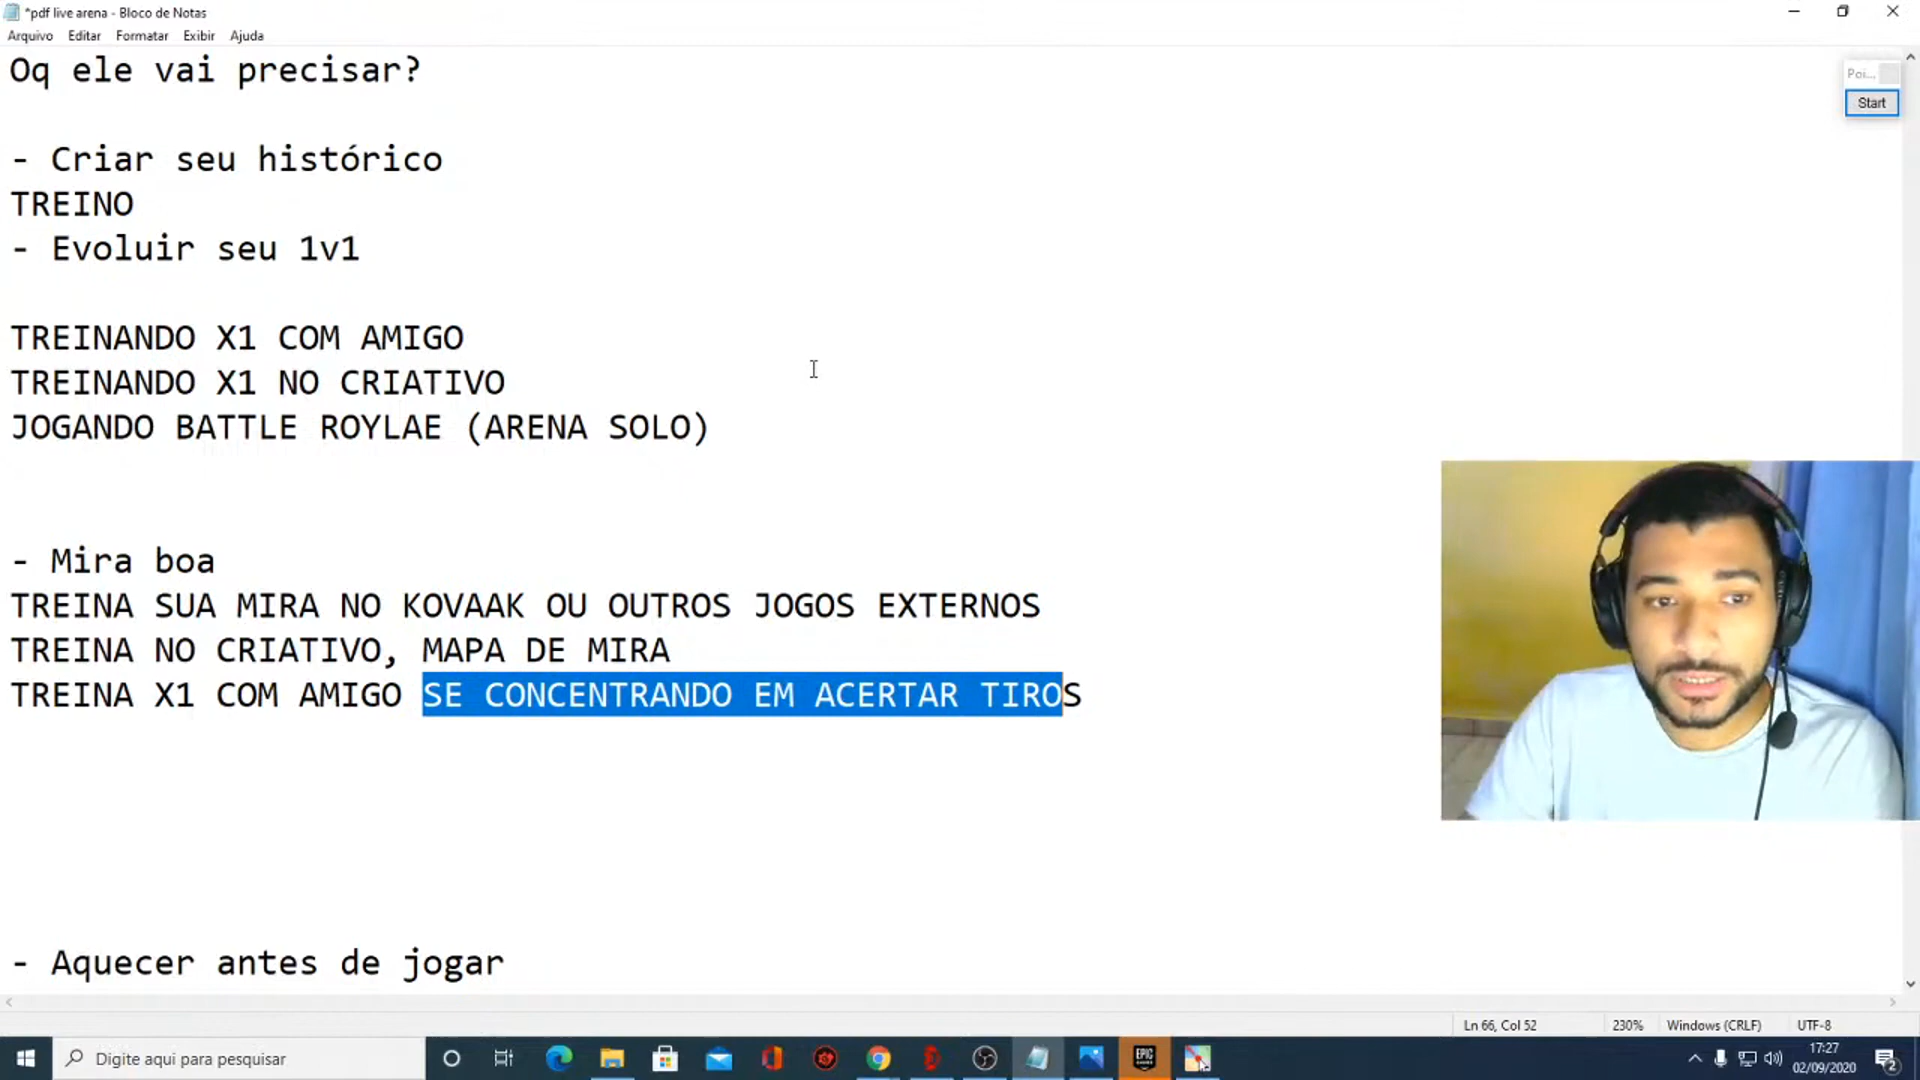 *pdf live arena - Bloco de Notas
Arquivo Editar Formatar Exibir Ajuda
Oq ele vai precisar?
- Criar seu histórico
TREINO
- Evoluir seu 1v1
TREINANDO X1 COM AMIGO
TREINANDO X1 NO CRIATIVO
JOGANDO BATTLE ROYLAE (ARENA SOLO)
- Mira boa
TREINA SUA MIRA NO KOVAAK OU OUTROS JOGOS EXTERNOS
TREINA NO CRIATIVO, MAPA DE MIRA
TREINA X1 COM AMIGO SE CONCENTRANDO EM ACERTAR TIROS
- Aquecer antes de jogar
Poi...
Start
Ln 66, Col 52 230% Windows (CRLF) UTF-8
Digite aqui para pesquisar
EPIC
17:27
02/09/2020
2